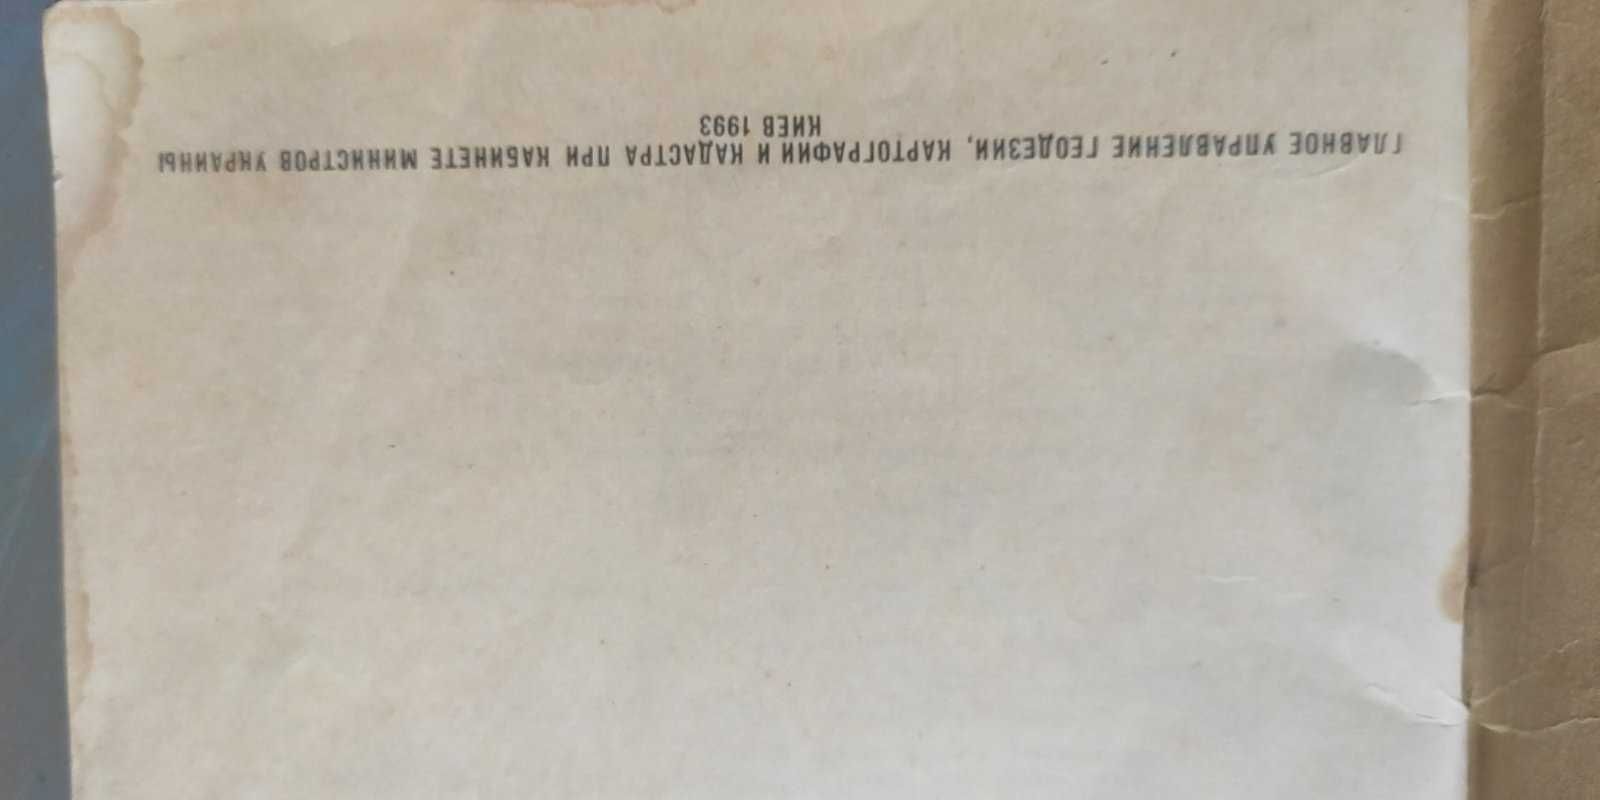 ГЛАВНОЕ УПРАВЛЕНИЕ ГЕОДЕЗИИ, КАРТОГРАФИИ И КАДАСТРА ПРИ КАБИНЕТЕ МИНИСТРОВ УКРАИНЫ
КИЕВ 1993